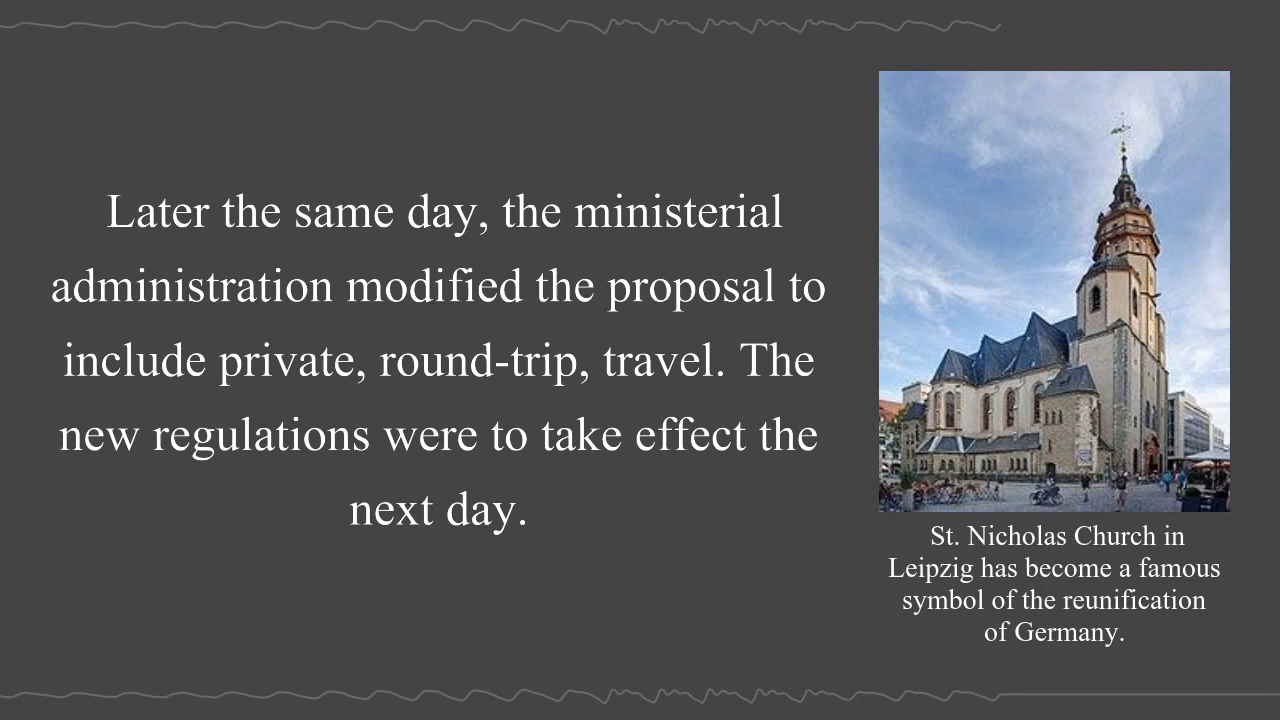 Later the same day, the ministerial
administration modified the proposal to
include private, round-trip, travel. The
new regulations were to take effect the
next day.
St. Nicholas Church in
Leipzig has become a famous
symbol of the reunification
of Germany.